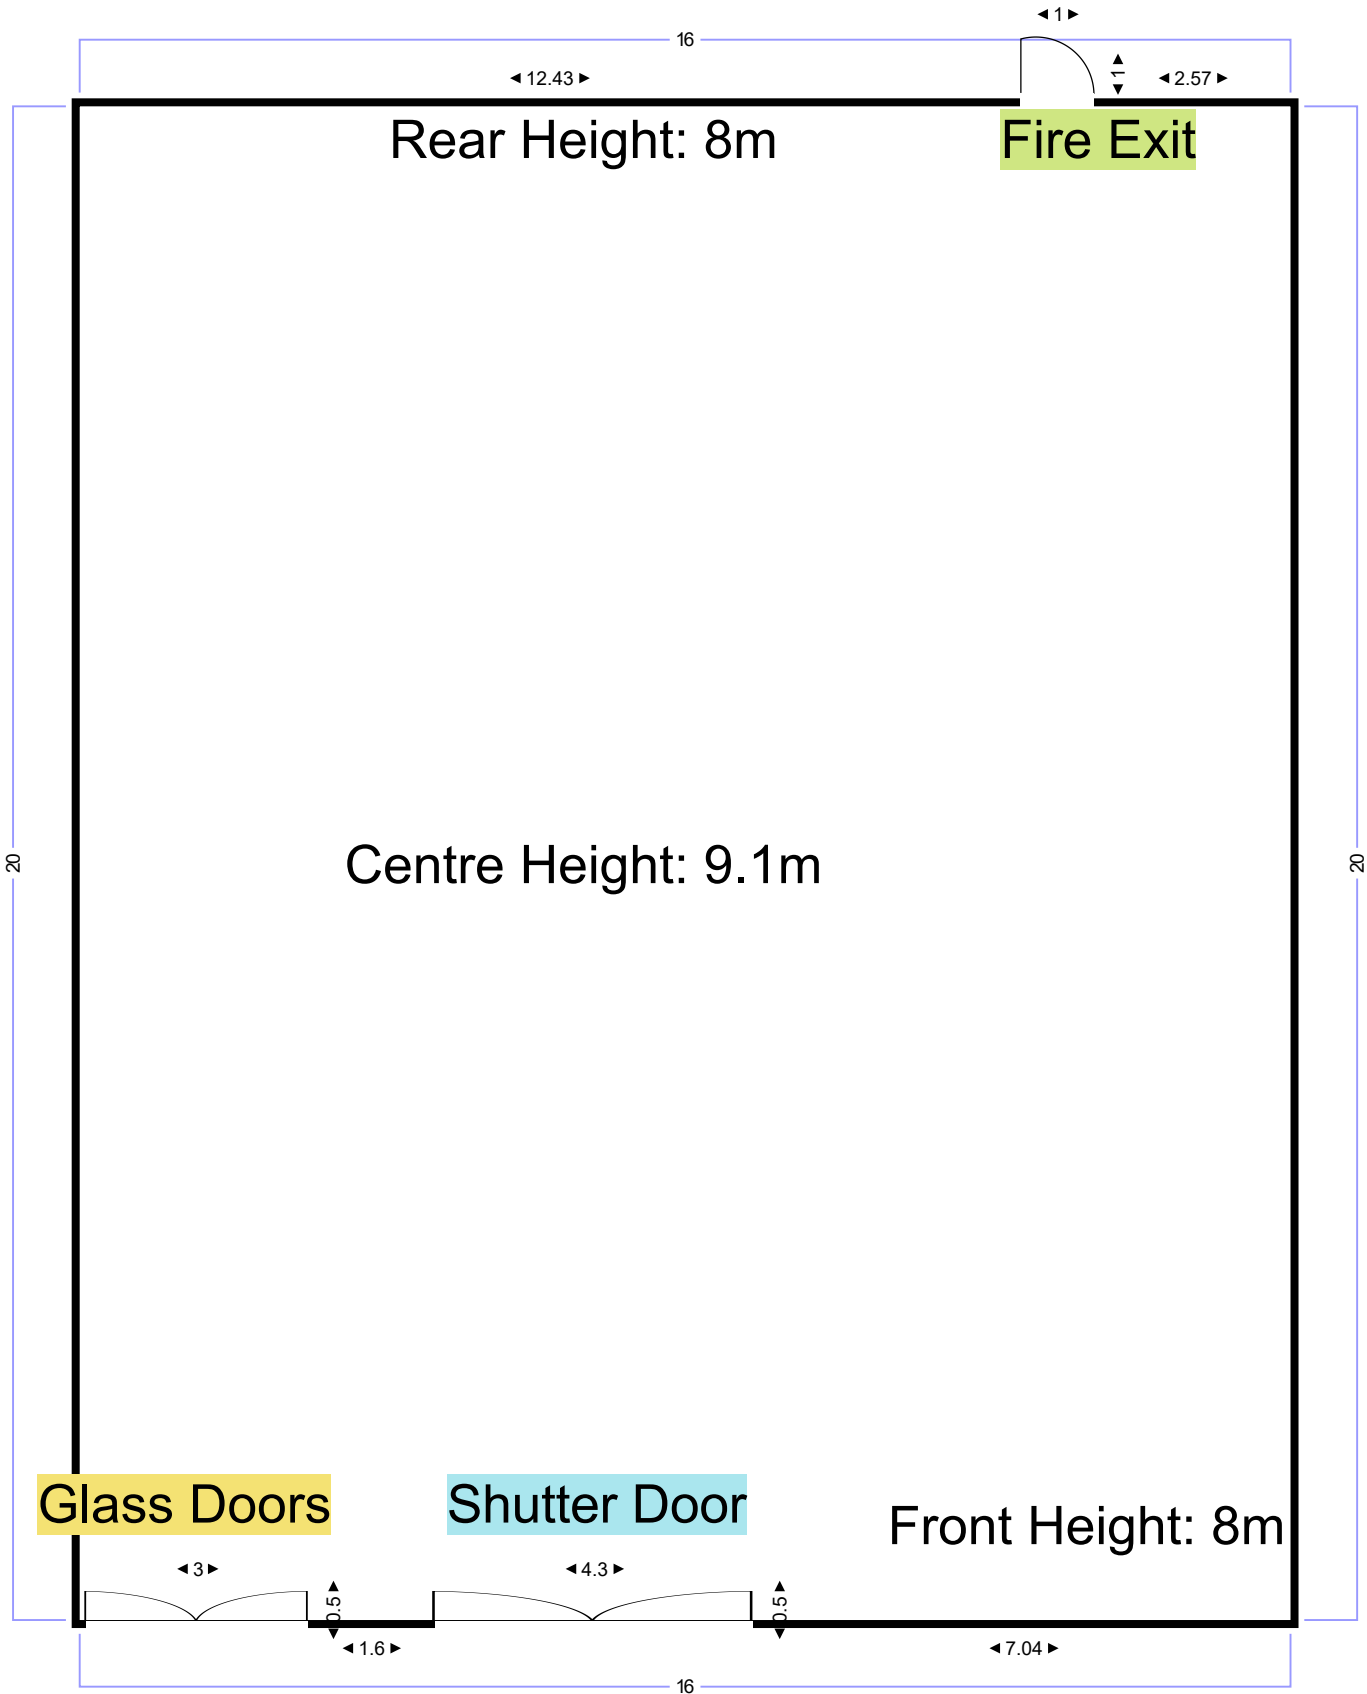 1
16
12.43
1
2.57
Rear Height: 8m
Fire Exit
20
Centre Height: 9.1m
20
Glass Doors
Shutter Door
Front Height: 8m
3
4.3
0.5
0.5
1.6
7.04
16